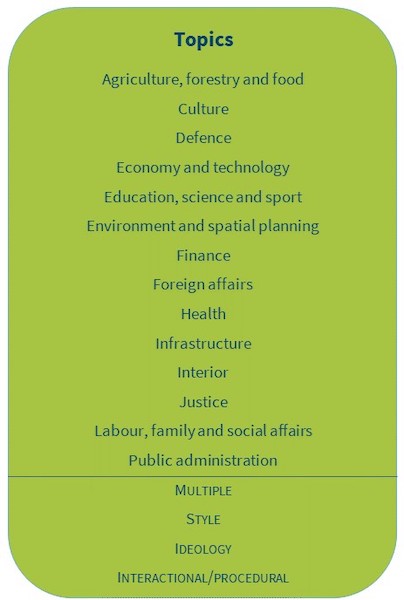 Topics
Agriculture, forestry and food
Culture
Defence
Economy and technology
Education, science and sport
Environment and spatial planning
Finance
Foreign affairs
Health
Infrastructure
Interior
Justice
Labour, family and social affairs
Public administration
MULTIPLE
STYLE
IDEOLOGY
INTERACTIONAL/PROCEDURAL